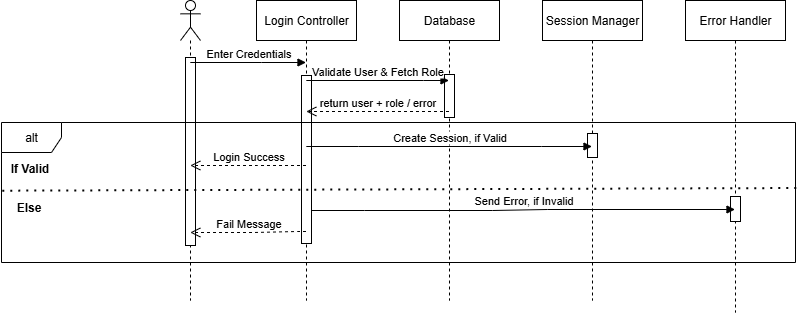 Login Controller
Database
Session Manager
Error Handler
Enter Credentials
Validate User & Fetch Role
return user + role / error
alt
Create Session, if Valid
Login Success
If Valid
Else
Send Error, if Invalid
Fail Message